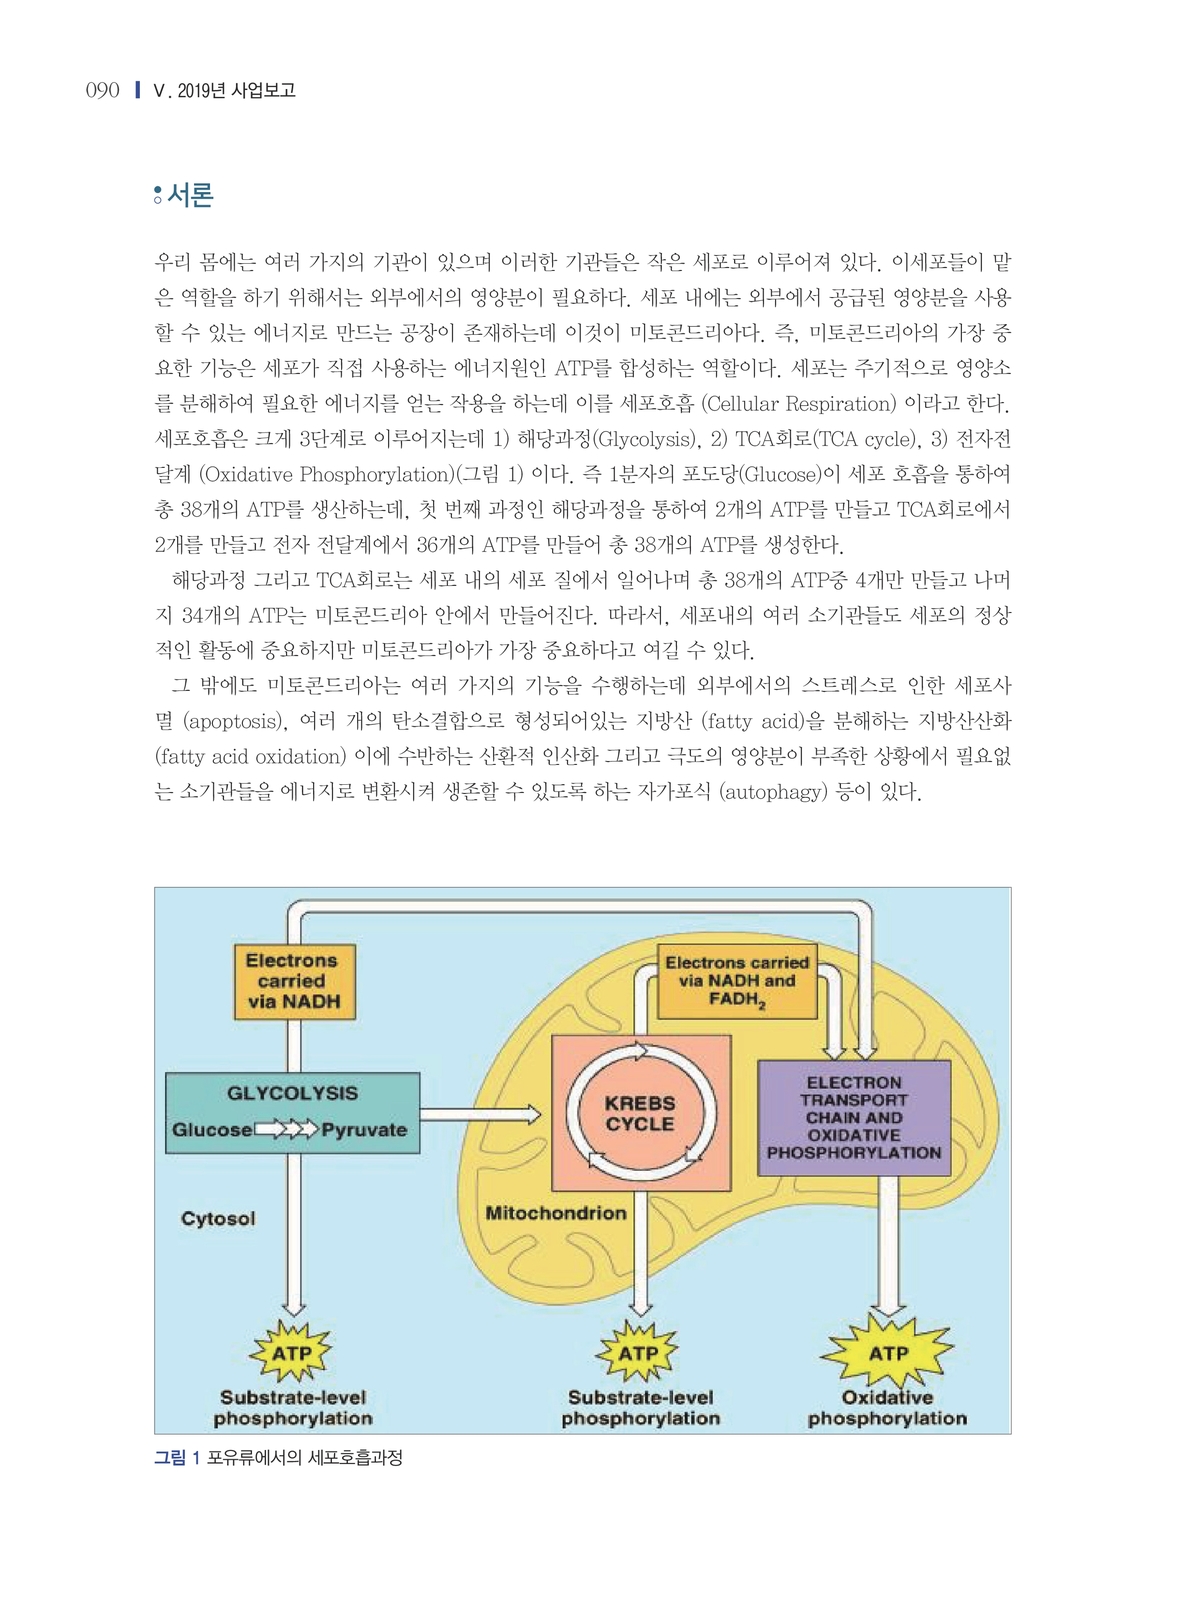 090 V. 2019년 사업보고
서론
우리 몸에는 여러 가지의 기관이 있으며 이러한 기관들은 작은 세포로 이루어져 있다. 이세포들이 맡
은 역할을 하기 위해서는 외부에서의 영양분이 필요하다. 세포 내에는 외부에서 공급된 영양분을 사용
할 수 있는 에너지로 만드는 공장이 존재하는데 이것이 미토콘드리아다. 즉, 미토콘드리아의 가장 중
요한 기능은 세포가 직접 사용하는 에너지원인 ATP를 합성하는 역할이다. 세포는 주기적으로 영양소
를 분해하여 필요한 에너지를 얻는 작용을 하는데 이를 세포호흡 (Cellular Respiration) 이라고 한다.
세포호흡은 크게 3단계로 이루어지는데 1) 해당과정(Glycolysis), 2) TCA회로(TCA cycle), 3) 전자전
달계 (Oxidative Phosphorylation)(그림 1) 이다. 즉 1분자의 포도당(Glucose)이 세포 호흡을 통하여
총 38개의 ATP를 생산하는데, 첫 번째 과정인 해당과정을 통하여 2개의 ATP를 만들고 TCA회로에서
2개를 만들고 전자 전달계에서 36개의 ATP를 만들어 총 38개의 ATP를 생성한다.
해당과정 그리고 TCA회로는 세포 내의 세포 질에서 일어나며 총 38개의 ATP중 4개만 만들고 나머
지 34개의 ATP는 미토콘드리아 안에서 만들어진다. 따라서, 세포내의 여러 소기관들도 세포의 정상
적인 활동에 중요하지만 미토콘드리아가 가장 중요하다고 여길 수 있다.
그 밖에도 미토콘드리아는 여러 가지의 기능을 수행하는데 외부에서의 스트레스로 인한 세포사
멸 (apoptosis), 여러 개의 탄소결합으로 형성되어있는 지방산 (fatty acid)을 분해하는 지방산산화
(fatty acid oxidation) 이에 수반하는 산환적 인산화 그리고 극도의 영양분이 부족한 상황에서 필요없
는 소기관들을 에너지로 변환시켜 생존할 수 있도록 하는 자가포식 (autophagy) 등이 있다.
Electrons
carried
via NADH
Electrons carried
via NADH and
FADH2
GLYCOLYSIS
Glucose Pyruvate
KREBS
CYCLE
ELECTRON
TRANSPORT
CHAIN AND
OXIDATIVE
PHOSPHORYLATION
Cytosol
Mitochondrion
ATP
Substrate-level
phosphorylation
ATP
Substrate-level
phosphorylation
ATP
Oxidative
phosphorylation
그림 1 포유류에서의 세포호흡과정